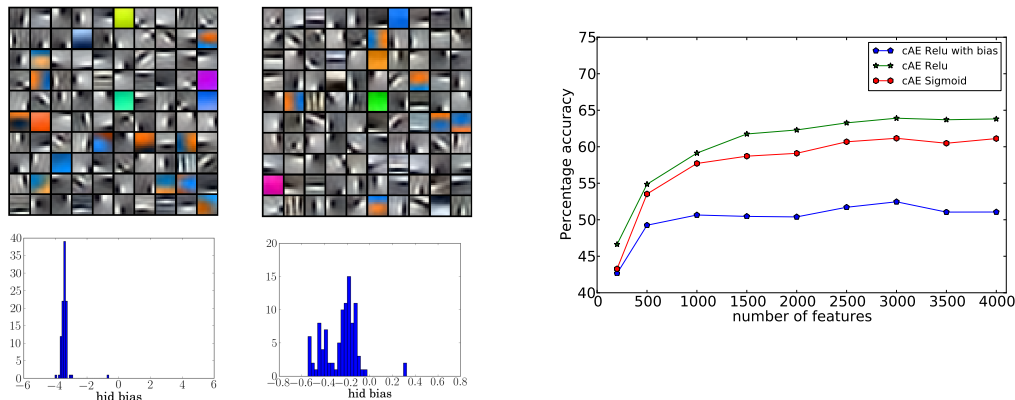 40
35
30
25
20
15
10
5
0
−6 −4 −2 0 2 4 6
hid bias
20
15
10
5
0
−0.8 −0.6 −0.4 −0.2 0.0 0.2 0.4 0.6 0.8
hid bias
75
70
65
60
55
50
45
40
Percentage accuracy
cAE Relu with bias
cAE Relu
cAE Sigmoid
0 500 1000 1500 2000 2500 3000 3500 4000
number of features